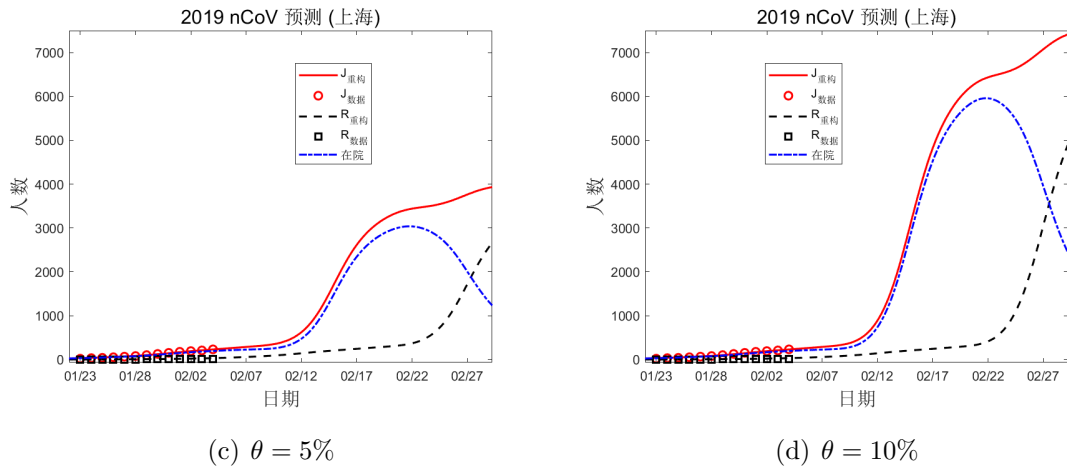 2019 nCoV 预测 (上海)
7000
6000
5000
4000
3000
2000
1000
0
人数
J重构
J数据
R重构
R数据
在院
01/23 01/28 02/02 02/07 02/12 02/17 02/22 02/27
日期
(c) θ = 5%
2019 nCoV 预测 (上海)
7000
6000
5000
4000
3000
2000
1000
0
人数
J重构
J数据
R重构
R数据
在院
01/23 01/28 02/02 02/07 02/12 02/17 02/22 02/27
日期
(d) θ = 10%